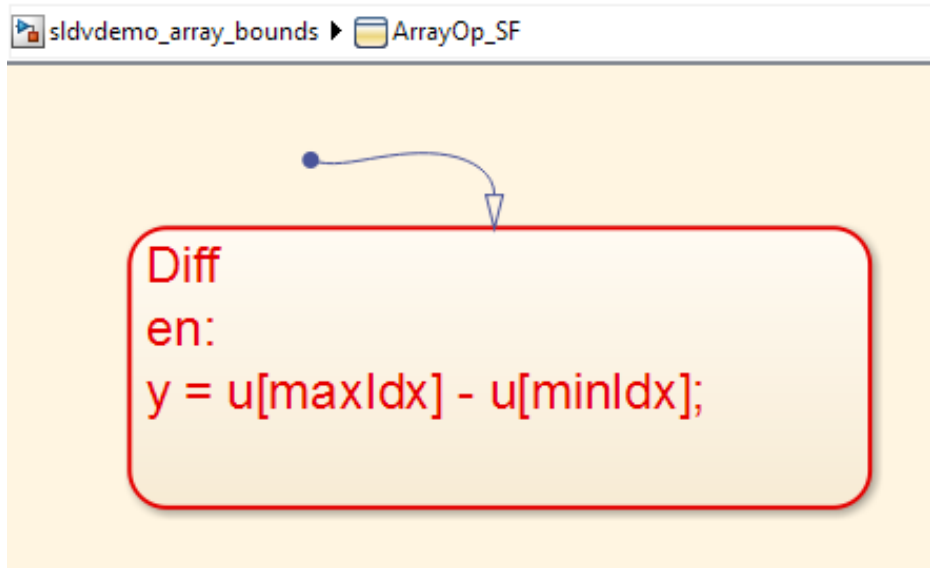 sldvdemo_array_bounds ArrayOp_SF
Diff
en:
y = u[maxIdx] - u[minIdx];